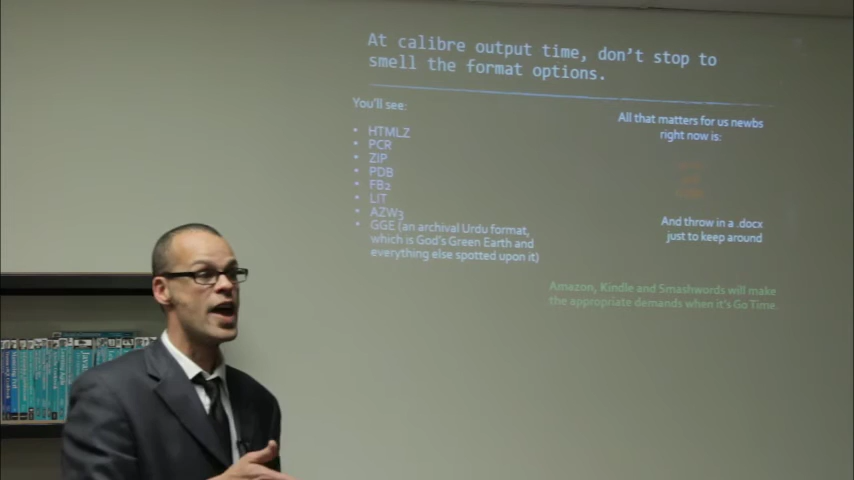 At calibre output time, don't stop to
smell the format options.
You'll see:
• HTMLZ
• PCR
• ZIP
• PDB
• FB2
• LIT
• AZW3
• GGE (an archival Urdu format,
which is God's Green Earth and
everything else spotted upon it)
All that matters for us newbs
right now is:
And throw in a .docx
just to keep around
Amazon, Kindle and Smashwords will make
the appropriate demands when it's Go Time.